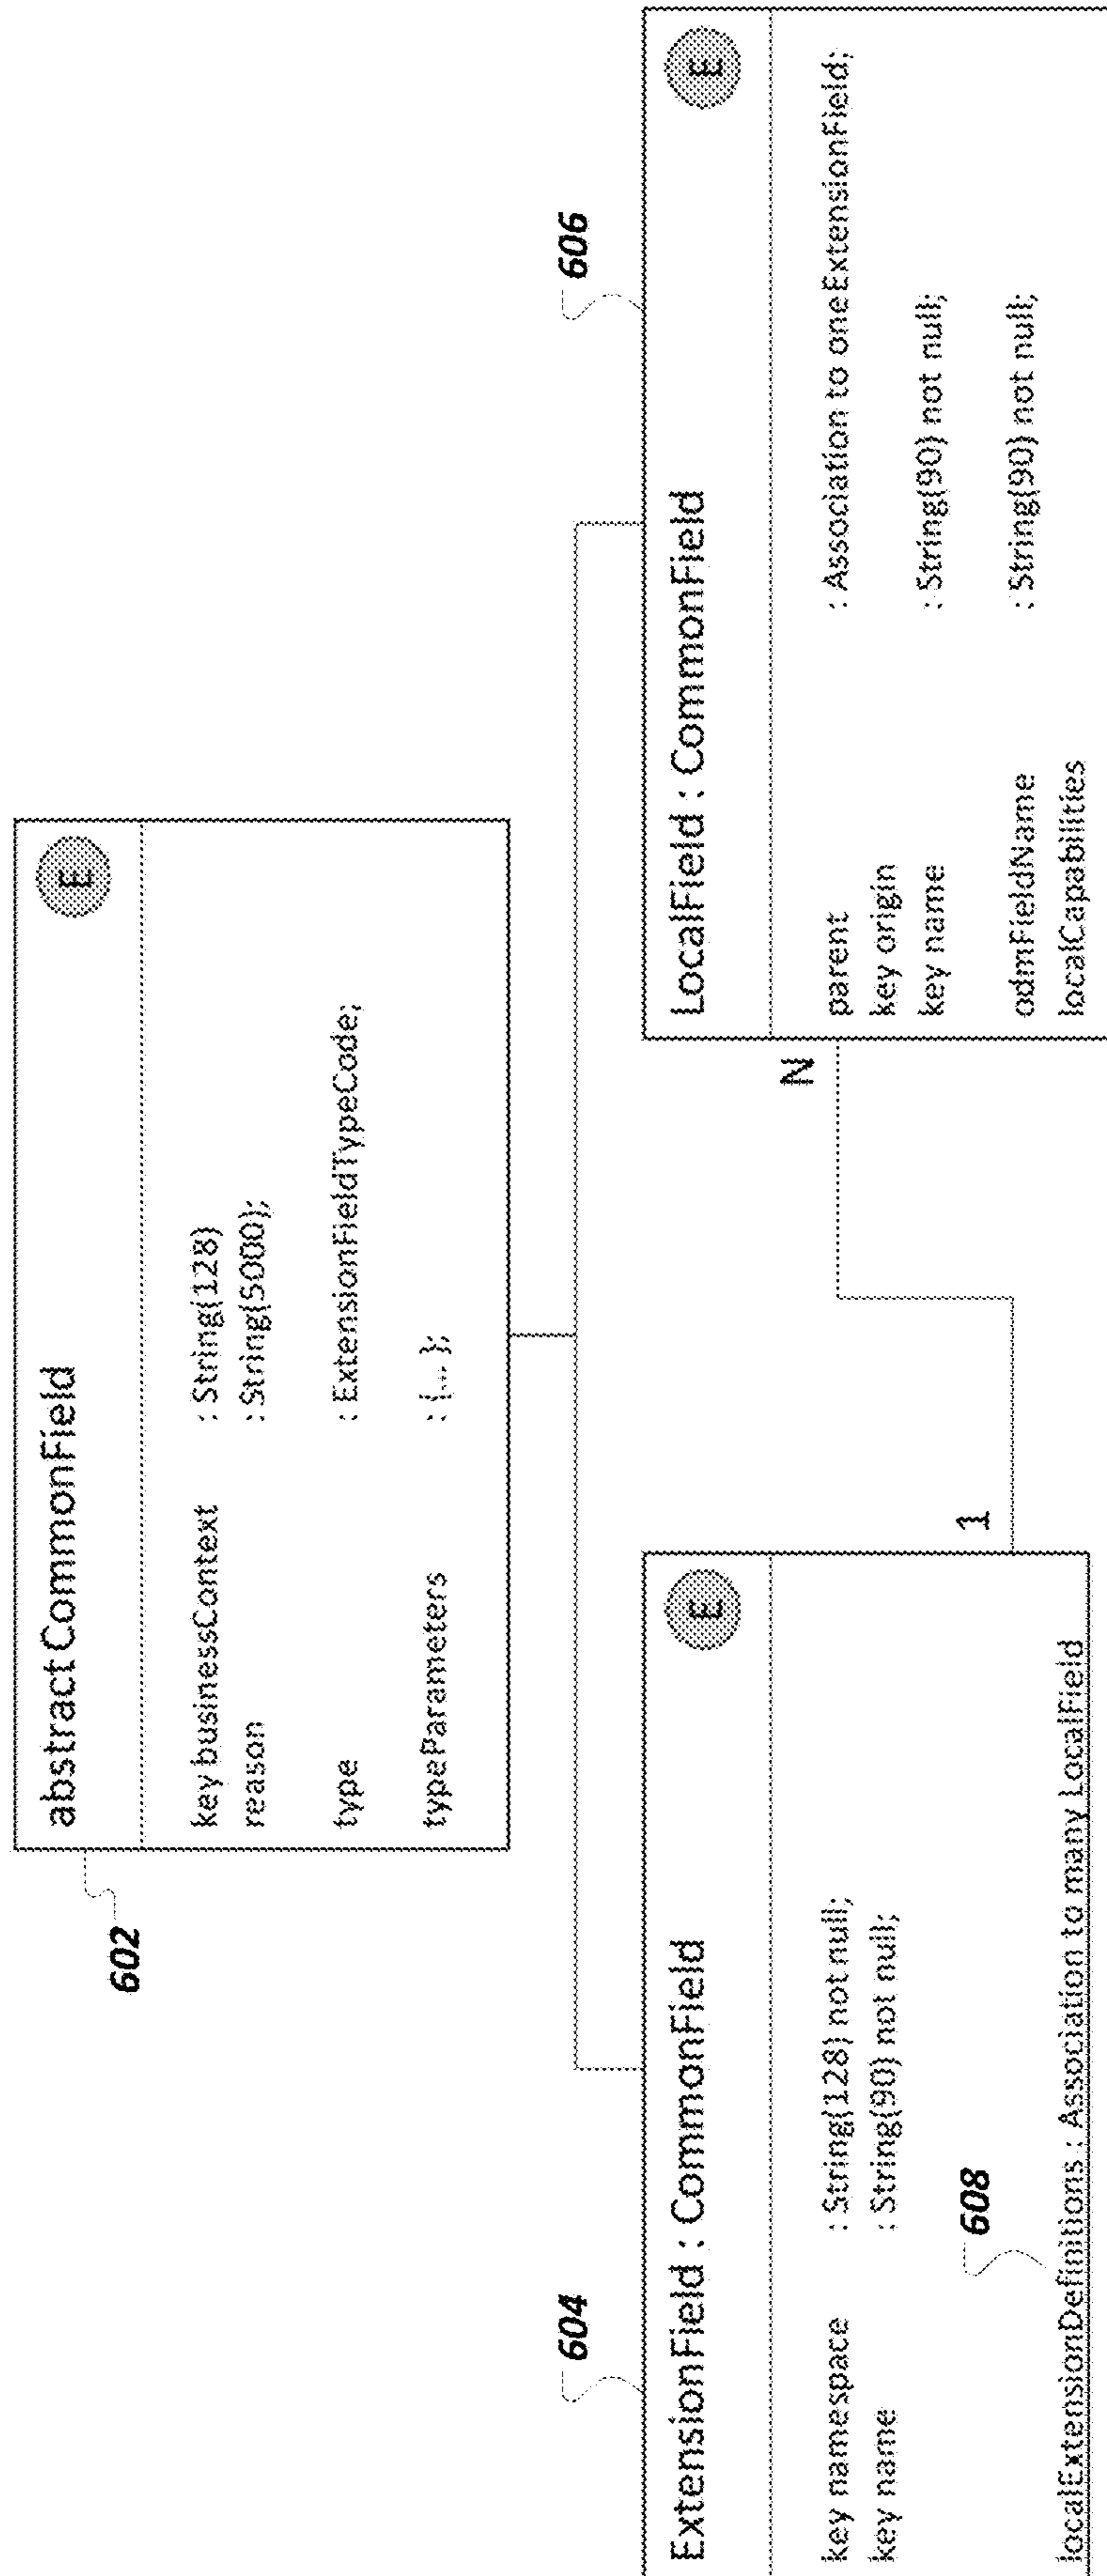 602
abstract CommonField
E
key businessContext : String(128)
reason : String(5000);
type : ExtensionFieldTypeCode;
typeParameters : {... };
604
ExtensionField : CommonField
E
key namespace : String(128) not null;
key name : String(90) not null;
608
localExtensionDefinitions : Association to many LocalField
1
N
606
LocalField : CommonField
E
parent : Association to one ExtensionField;
key origin
key name : String(90) not null;
odmFieldName : String(90) not null;
localCapabilities